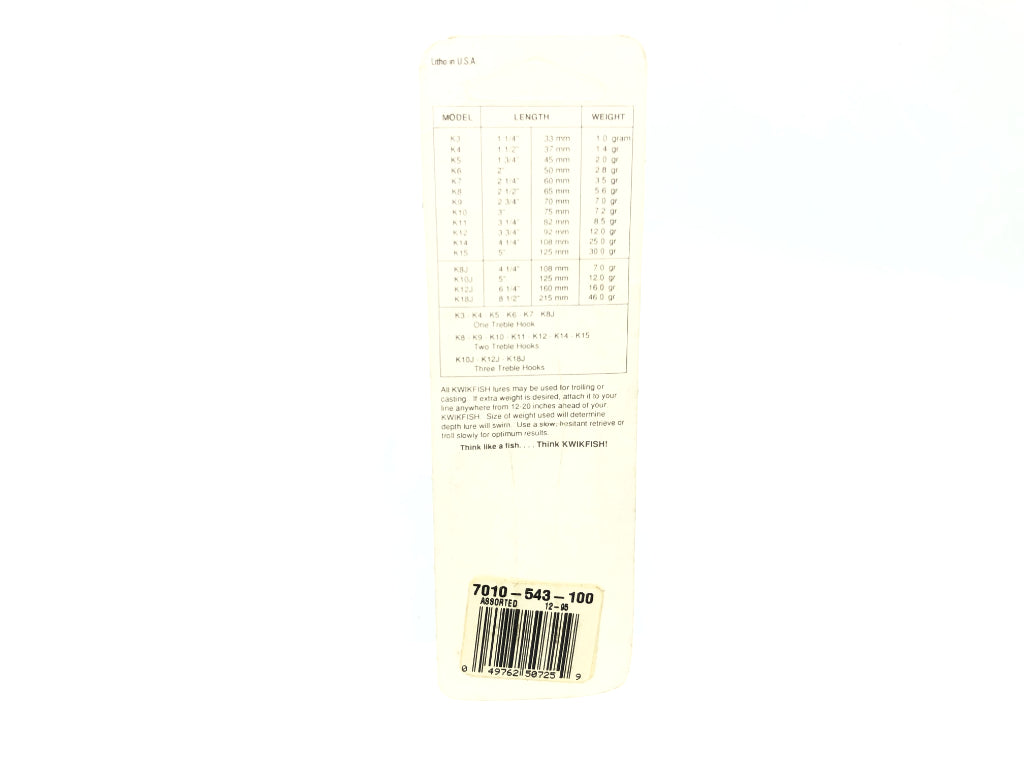 Litho in U.S.A.
MODEL LENGTH WEIGHT
K3 1 1/4" 33 mm 1.0 gram
K4 1 1/2" 37 mm 1.4 gr
K5 1 3/4" 45 mm 2.0 gr
K6 2" 50 mm 2.8 gr
K7 2 1/4" 60 mm 3.5 gr
K8 2 1/2" 65 mm 5.6 gr
K9 2 3/4" 70 mm 7.0 gr
K10 3" 75 mm 7.2 gr
K11 3 1/4" 82 mm 8.5 gr
K12 3 3/4" 92 mm 12.0 gr
K14 4 1/4" 108 mm 25.0 gr
K15 5" 125 mm 30.0 gr
K8J 4 1/4" 108 mm 7.0 gr
K10J 5" 125 mm 12.0 gr
K12J 6 1/4" 160 mm 16.0 gr
K18J 8 1/2" 215 mm 46.0 gr
K3 - K4 - K5 - K6 - K7 - K8J
One Treble Hook
K8 - K9 - K10 - K11 - K12 - K14 - K15
Two Treble Hooks
K10J - K12J - K18J
Three Treble Hooks
All KWIKFISH lures may be used for trolling or
casting. If extra weight is desired, attach it to your
line anywhere from 12-20 inches ahead of your
KWIKFISH. Size of weight used will determine
depth lure will swim. Use a slow, hesitant retrieve or
troll slowly for optimum results.
Think like a fish. . . . Think KWIKFISH!
7010-543-100
ASSORTED 12-95
0 49762 50725 9